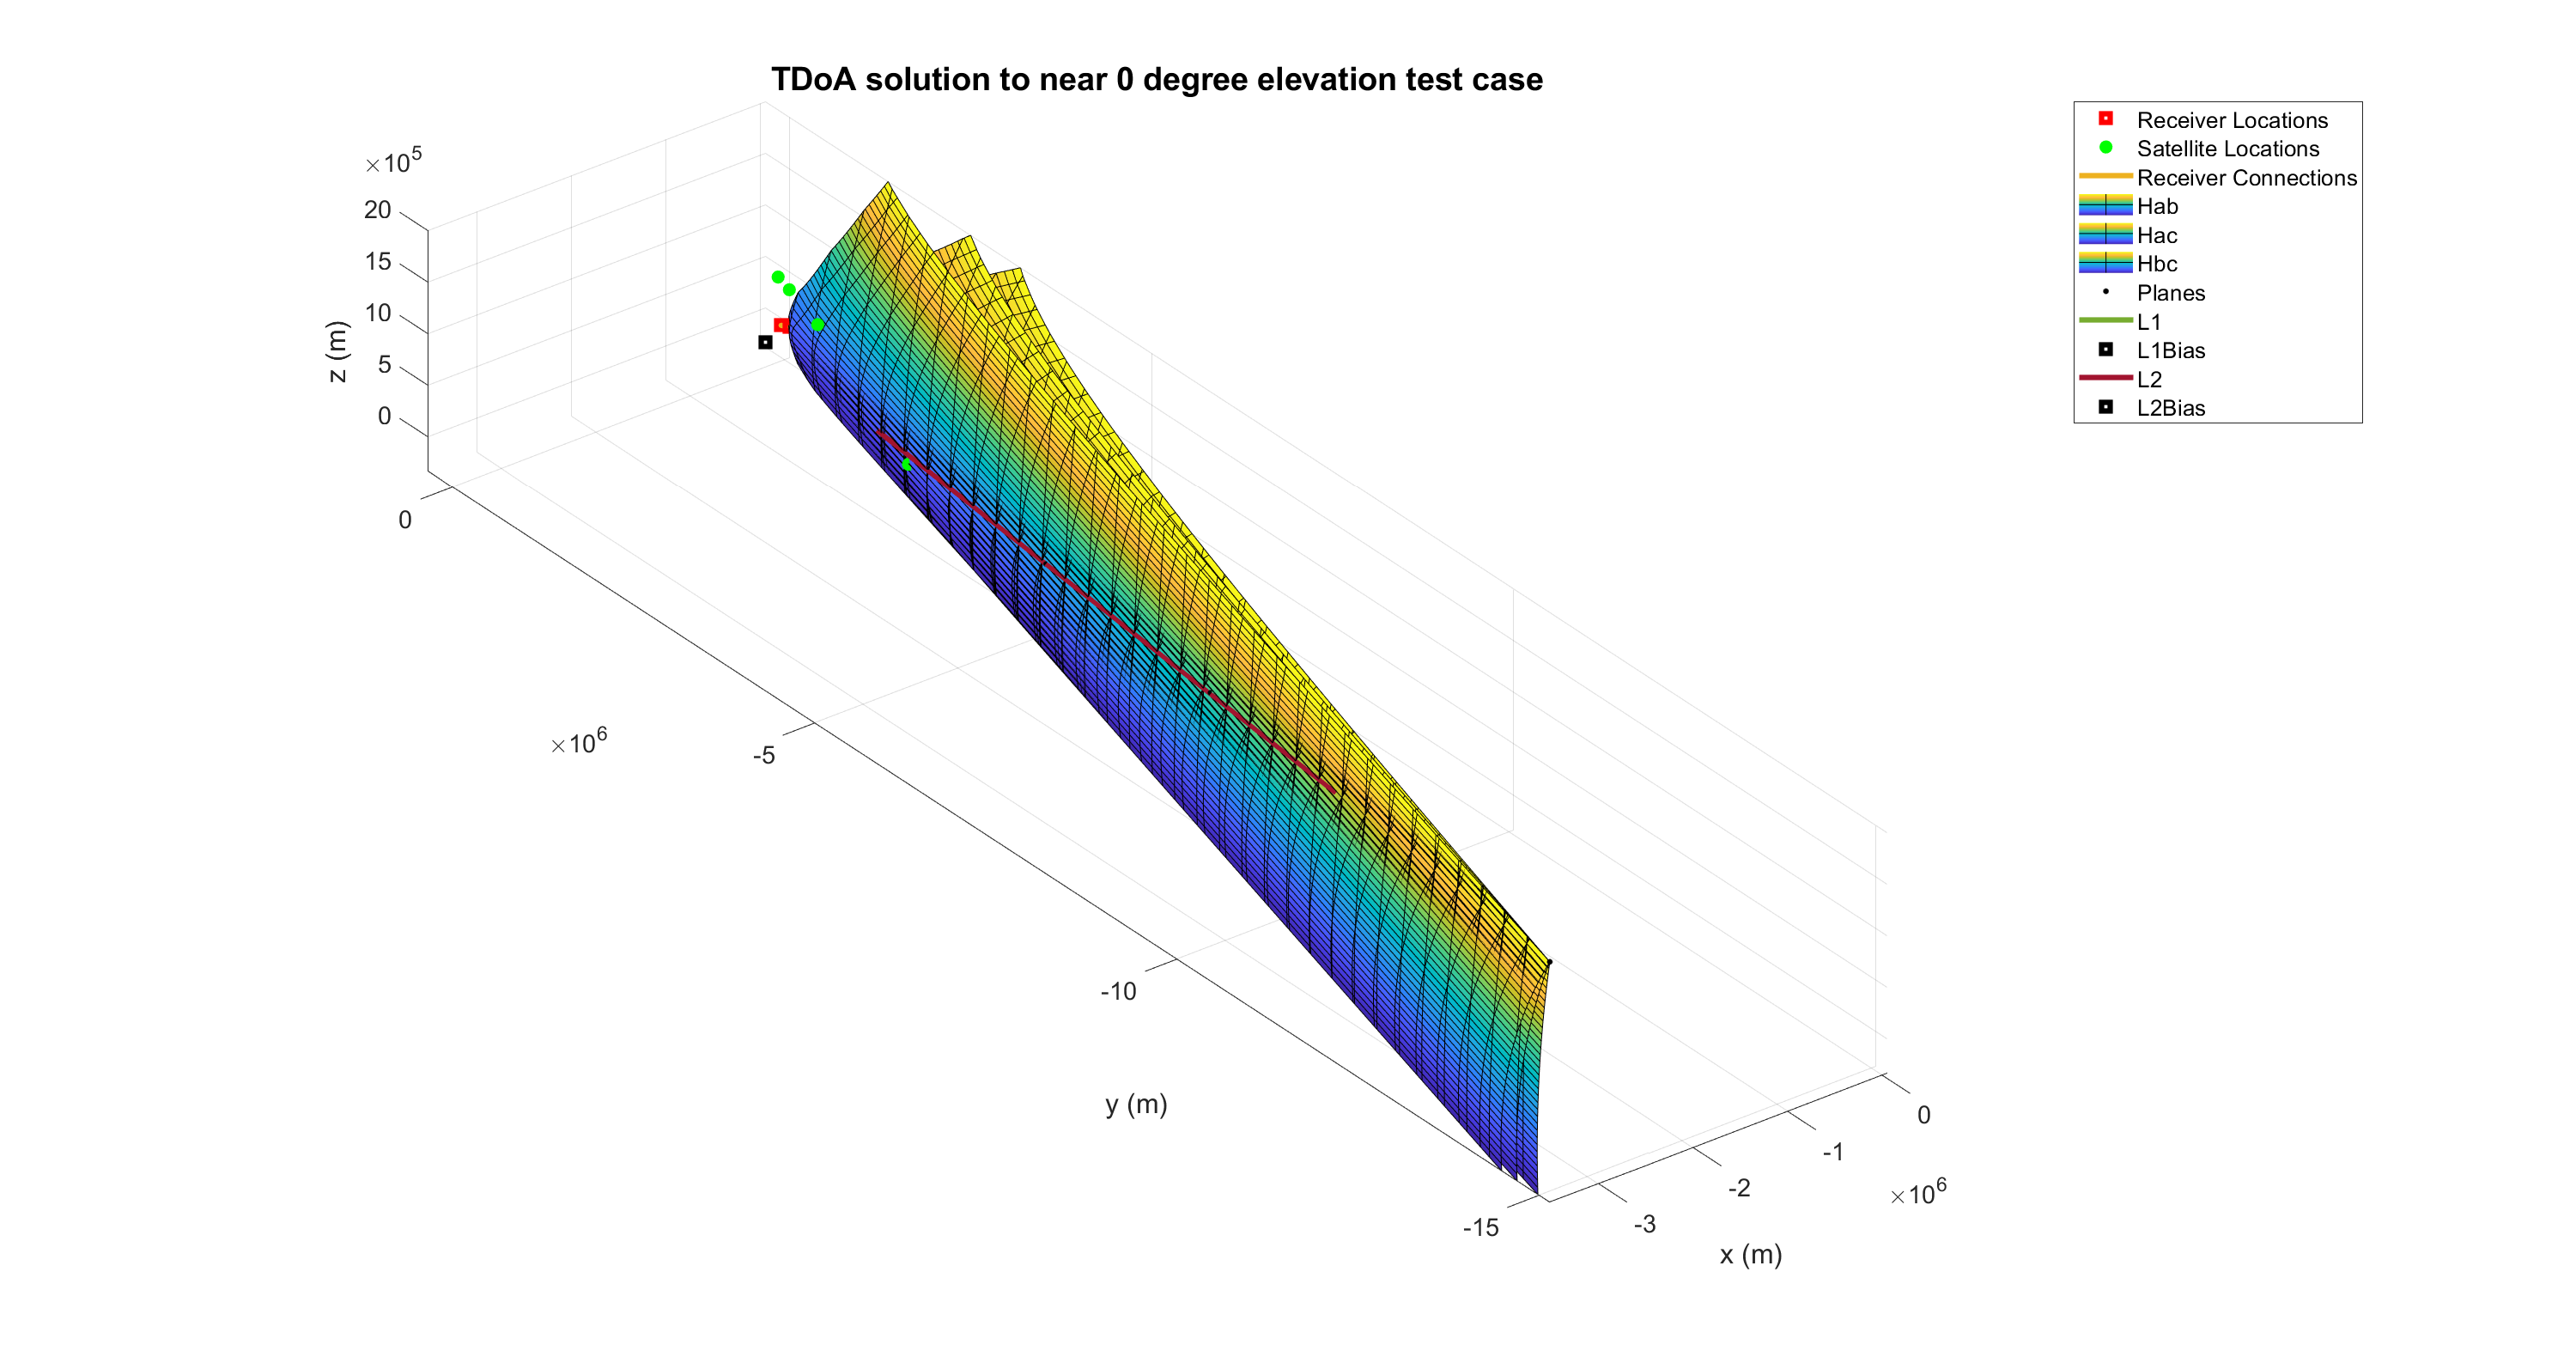 TDoA solution to near 0 degree elevation test case
×10^5
20
15
10
5
0
z (m)
0
-5
-10
-15
×10^6
y (m)
0
-1
-2
-3
×10^6
x (m)
Receiver Locations
Satellite Locations
Receiver Connections
Hab
Hac
Hbc
Planes
L1
L1Bias
L2
L2Bias